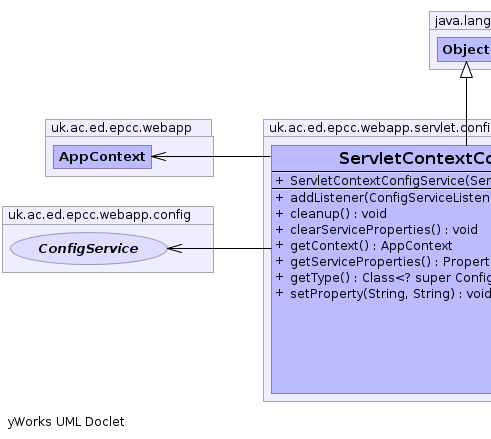 java.lang
Object
uk.ac.ed.epcc.webapp
AppContext
uk.ac.ed.epcc.webapp.servlet.confi
ServletContextCo
+ ServletContextConfigService(Ser
+ addListener(ConfigServiceListen
+ cleanup() : void
+ clearServiceProperties() : void
+ getContext() : AppContext
+ getServiceProperties() : Propert
+ getType() : Class<? super Config
+ setProperty(String, String) : void
uk.ac.ed.epcc.webapp.config
ConfigService
yWorks UML Doclet